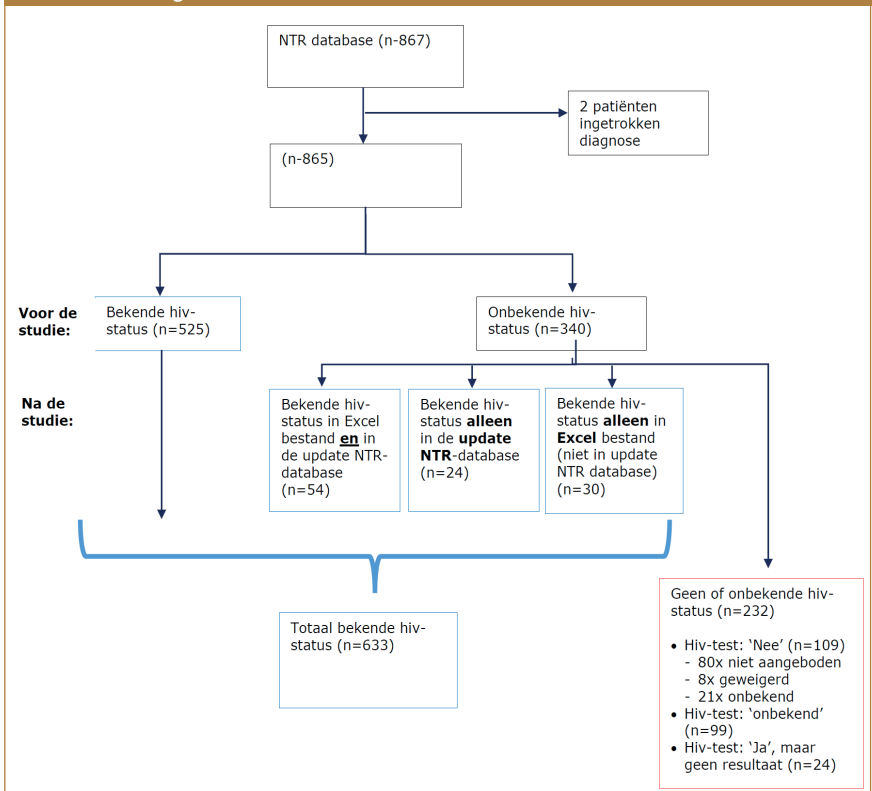 NTR database (n-867)
2 patiënten
ingetrokken
diagnose
(n-865)
Voor de
studie:
Bekende hiv-
status (n=525)
Onbekende hiv-
status (n=340)
Na de
studie:
Bekende hiv-
status in Excel
bestand en in
de update NTR-
database
(n=54)
Bekende hiv-
status alleen
in de update
NTR-database
(n=24)
Bekende hiv-
status alleen in
Excel bestand
(niet in update
NTR database)
(n=30)
Totaal bekende hiv-
status (n=633)
Geen of onbekende hiv-
status (n=232)
• Hiv-test: ‘Nee’ (n=109)
- 80x niet aangeboden
- 8x geweigerd
- 21x onbekend
• Hiv-test: ‘onbekend’
(n=99)
• Hiv-test: ‘Ja’, maar
geen resultaat (n=24)